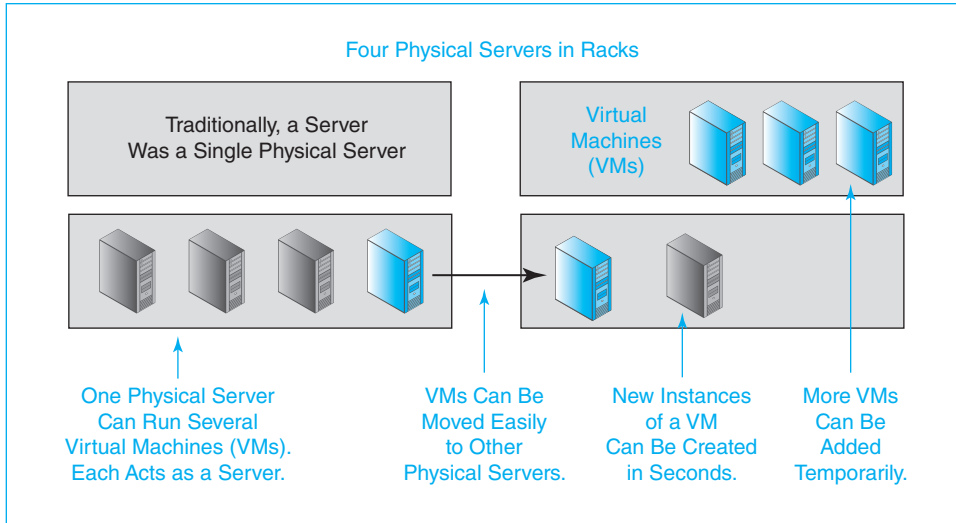 Four Physical Servers in Racks
Traditionally, a Server
Was a Single Physical Server
Virtual
Machines
(VMs)
One Physical Server
Can Run Several
Virtual Machines (VMs).
Each Acts as a Server.
VMs Can Be
Moved Easily
to Other
Physical Servers.
New Instances
of a VM
Can Be Created
in Seconds.
More VMs
Can Be
Added
Temporarily.